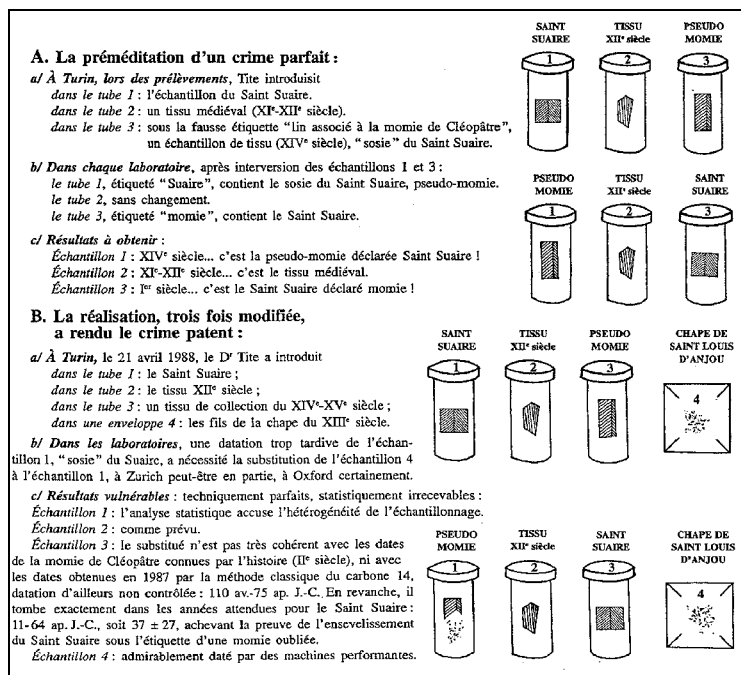 A. La préméditation d'un crime parfait :
a/ À Turin, lors des prélèvements, Tite introduisit
dans le tube 1 : l'échantillon du Saint Suaire.
dans le tube 2 : un tissu médiéval (XIe-XIIe siècle).
dans le tube 3 : sous la fausse étiquette "lin associé à la momie de Cléopâtre",
un échantillon de tissu (XIVe siècle), "sosie" du Saint Suaire.
b/ Dans chaque laboratoire, après interversion des échantillons 1 et 3 :
le tube 1, étiqueté "Suaire", contient le sosie du Saint Suaire, pseudo-momie.
le tube 2, sans changement.
le tube 3, étiqueté "momie", contient le Saint Suaire.
c/ Résultats à obtenir :
Échantillon 1 : XIVe siècle... c'est la pseudo-momie déclarée Saint Suaire !
Échantillon 2 : XIe-XIIe siècle... c'est le tissu médiéval.
Échantillon 3 : Ier siècle... c'est le Saint Suaire déclaré momie !
SAINT SUAIRE
TISSU XIIe siècle
PSEUDO MOMIE
1
2
3
PSEUDO MOMIE
TISSU XIIe siècle
SAINT SUAIRE
1
2
3
B. La réalisation, trois fois modifiée,
a rendu le crime patent :
a/ À Turin, le 21 avril 1988, le Dr Tite a introduit
dans le tube 1 : le Saint Suaire ;
dans le tube 2 : le tissu XIIe siècle ;
dans le tube 3 : un tissu de collection du XIVe-XVe siècle ;
dans une enveloppe 4 : les fils de la chape du XIIIe siècle.
b/ Dans les laboratoires, une datation trop tardive de l'échan-
tillon 1, "sosie" du Suaire, a nécessité la substitution de l'échantillon 4
à l'échantillon 1, à Zurich peut-être en partie, à Oxford certainement.
c/ Résultats vulnérables : techniquement parfaits, statistiquement irrecevables :
Échantillon 1 : l'analyse statistique accuse l'hétérogénéité de l'échantillonnage.
Échantillon 2 : comme prévu.
Échantillon 3 : le substitué n'est pas très cohérent avec les dates
de la momie de Cléopâtre connues par l'histoire (IIe siècle), ni avec
les dates obtenues en 1987 par la méthode classique du carbone 14,
datation d'ailleurs non contrôlée : 110 av.-75 ap. J.-C. En revanche, il
tombe exactement dans les années attendues pour le Saint Suaire :
11-64 ap. J.-C., soit 37 ± 27, achevant la preuve de l'ensevelissement
du Saint Suaire sous l'étiquette d'une momie oubliée.
Échantillon 4 : admirablement daté par des machines performantes.
SAINT SUAIRE
TISSU XIIe siècle
PSEUDO MOMIE
CHAPE DE SAINT LOUIS D'ANJOU
1
2
3
4
PSEUDO MOMIE
TISSU XIIe siècle
SAINT SUAIRE
CHAPE DE SAINT LOUIS D'ANJOU
1
2
3
4